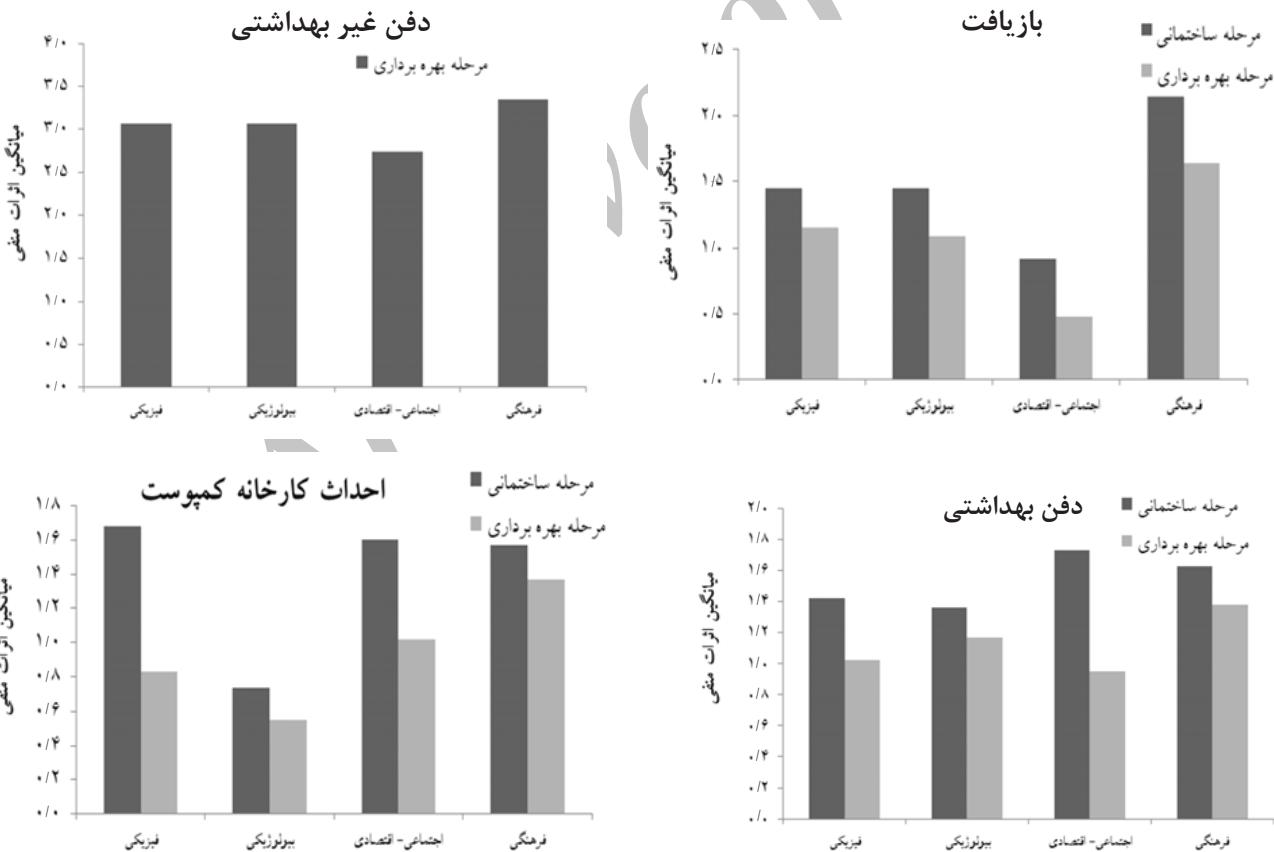 بازیافت
مرحله ساختمانی
مرحله بهره برداری
میانگین اثرات منفی
۲/۵
۲/۰
۱/۵
۱/۰
۰/۵
۰/۰
فرهنگی
اجتماعی- اقتصادی
بیولوژیکی
فیزیکی
دفن غیر بهداشتی
مرحله بهره برداری
میانگین اثرات منفی
۴/۰
۳/۵
۳/۰
۲/۵
۲/۰
۱/۵
۱/۰
۰/۵
۰/۰
فرهنگی
اجتماعی- اقتصادی
بیولوژیکی
فیزیکی
دفن بهداشتی
مرحله ساختمانی
مرحله بهره برداری
میانگین اثرات منفی
۲/۰
۱/۸
۱/۶
۱/۴
۱/۲
۱/۰
۰/۸
۰/۶
۰/۴
۰/۲
۰/۰
فرهنگی
اجتماعی- اقتصادی
بیولوژیکی
فیزیکی
احداث کارخانه کمپوست
مرحله ساختمانی
مرحله بهره برداری
میانگین اثرات منفی
۱/۸
۱/۶
۱/۴
۱/۲
۱/۰
۰/۸
۰/۶
۰/۴
۰/۲
۰/۰
فرهنگی
اجتماعی- اقتصادی
بیولوژیکی
فیزیکی